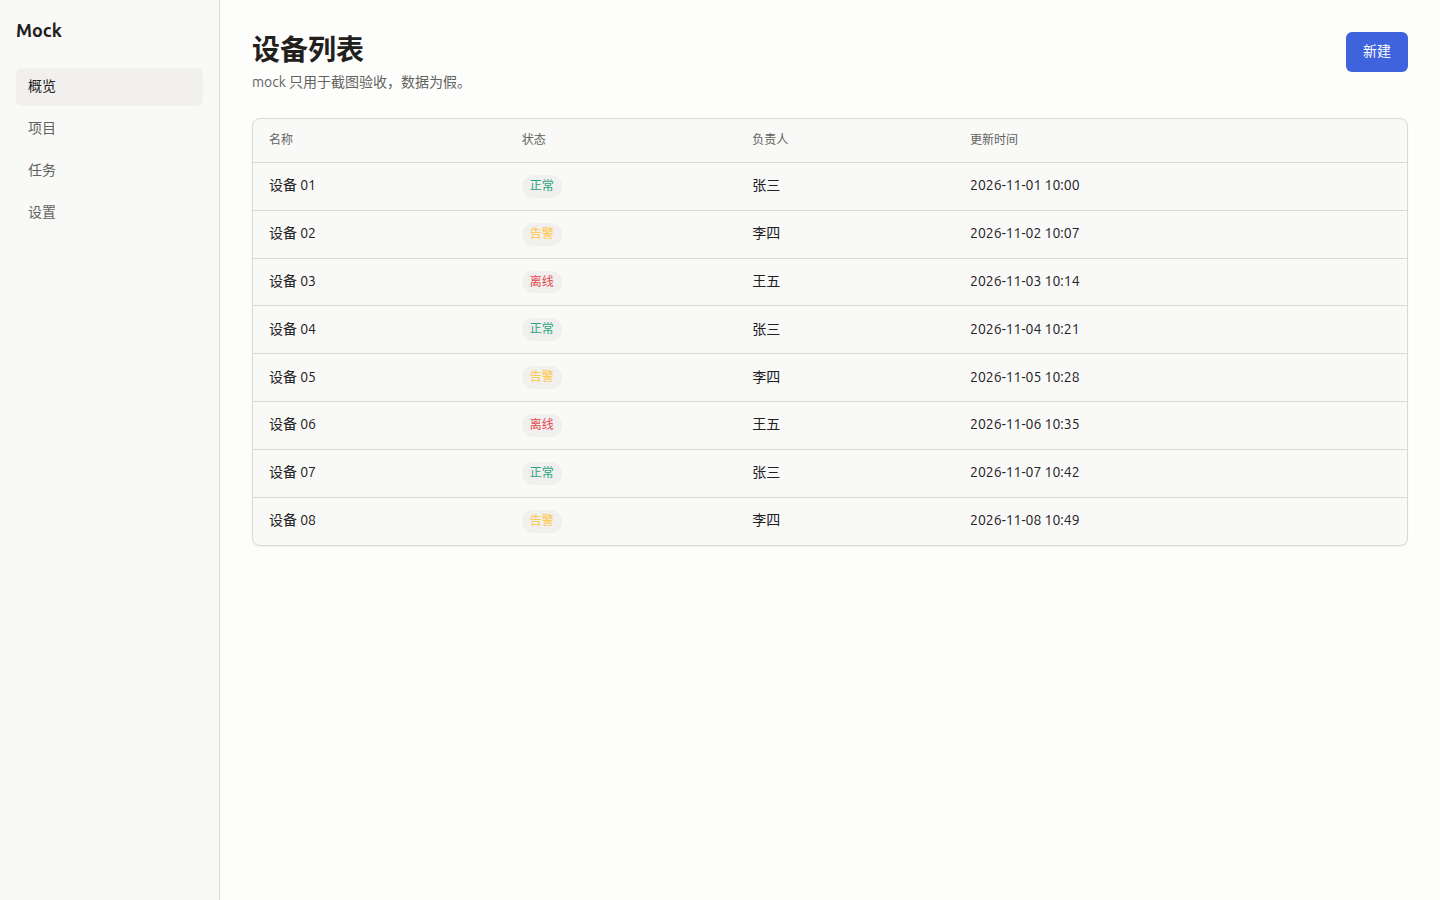 Mock
概览
项目
任务
设置
设备列表
mock 只用于截图验收，数据为假。
新建
名称 状态 负责人 更新时间
设备 01 正常 张三 2026-11-01 10:00
设备 02 告警 李四 2026-11-02 10:07
设备 03 离线 王五 2026-11-03 10:14
设备 04 正常 张三 2026-11-04 10:21
设备 05 告警 李四 2026-11-05 10:28
设备 06 离线 王五 2026-11-06 10:35
设备 07 正常 张三 2026-11-07 10:42
设备 08 告警 李四 2026-11-08 10:49